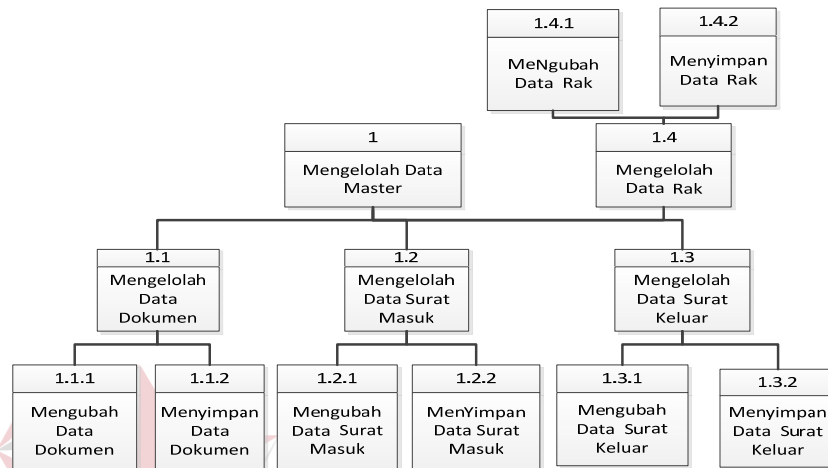 1.4.1
MeNgubah
Data Rak
1.4.2
Menyimpan
Data Rak
1
Mengelolah Data
Master
1.4
Mengelolah
Data Rak
1.1
Mengelolah
Data
Dokumen
1.2
Mengelolah
Data Surat
Masuk
1.3
Mengelolah
Data Surat
Keluar
1.1.1
Mengubah
Data
Dokumen
1.1.2
Menyimpan
Data
Dokumen
1.2.1
Mengubah
Data Surat
Masuk
1.2.2
MenYimpan
Data Surat
Masuk
1.3.1
Mengubah
Data Surat
Keluar
1.3.2
Menyimpan
Data Surat
Keluar